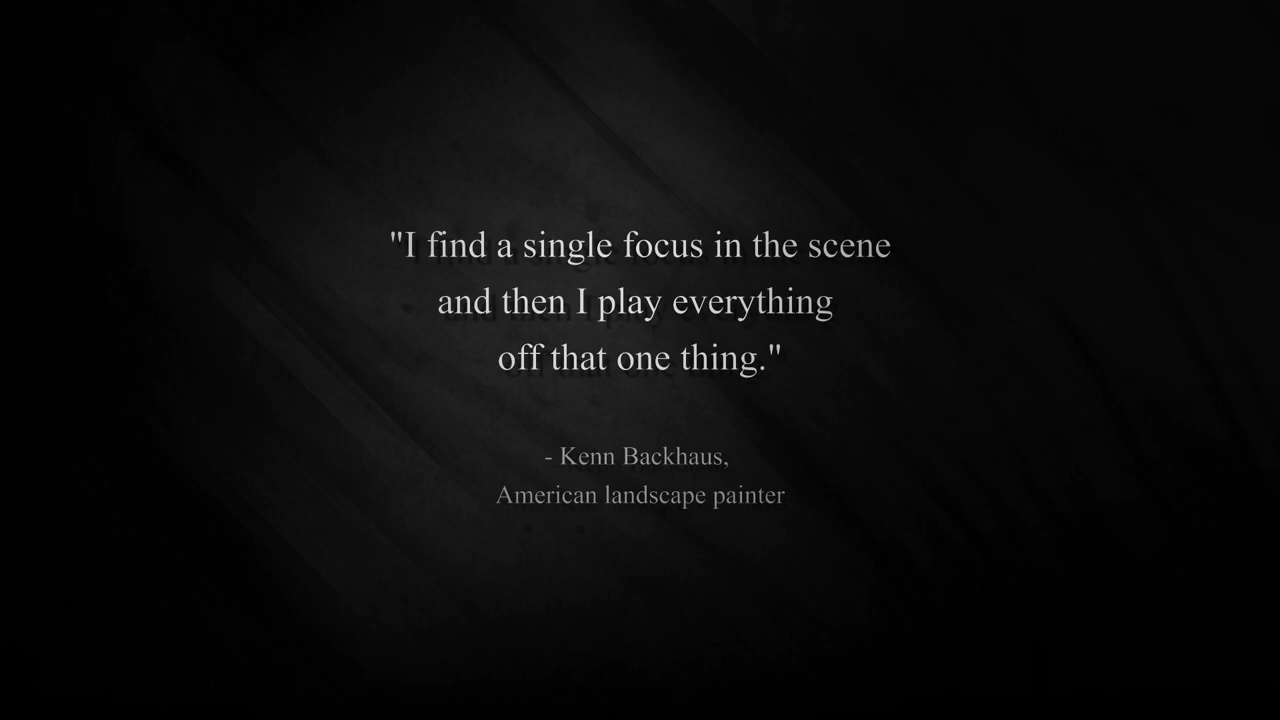 "I find a single focus in the scene
and then I play everything
off that one thing."
- Kenn Backhaus,
American landscape painter